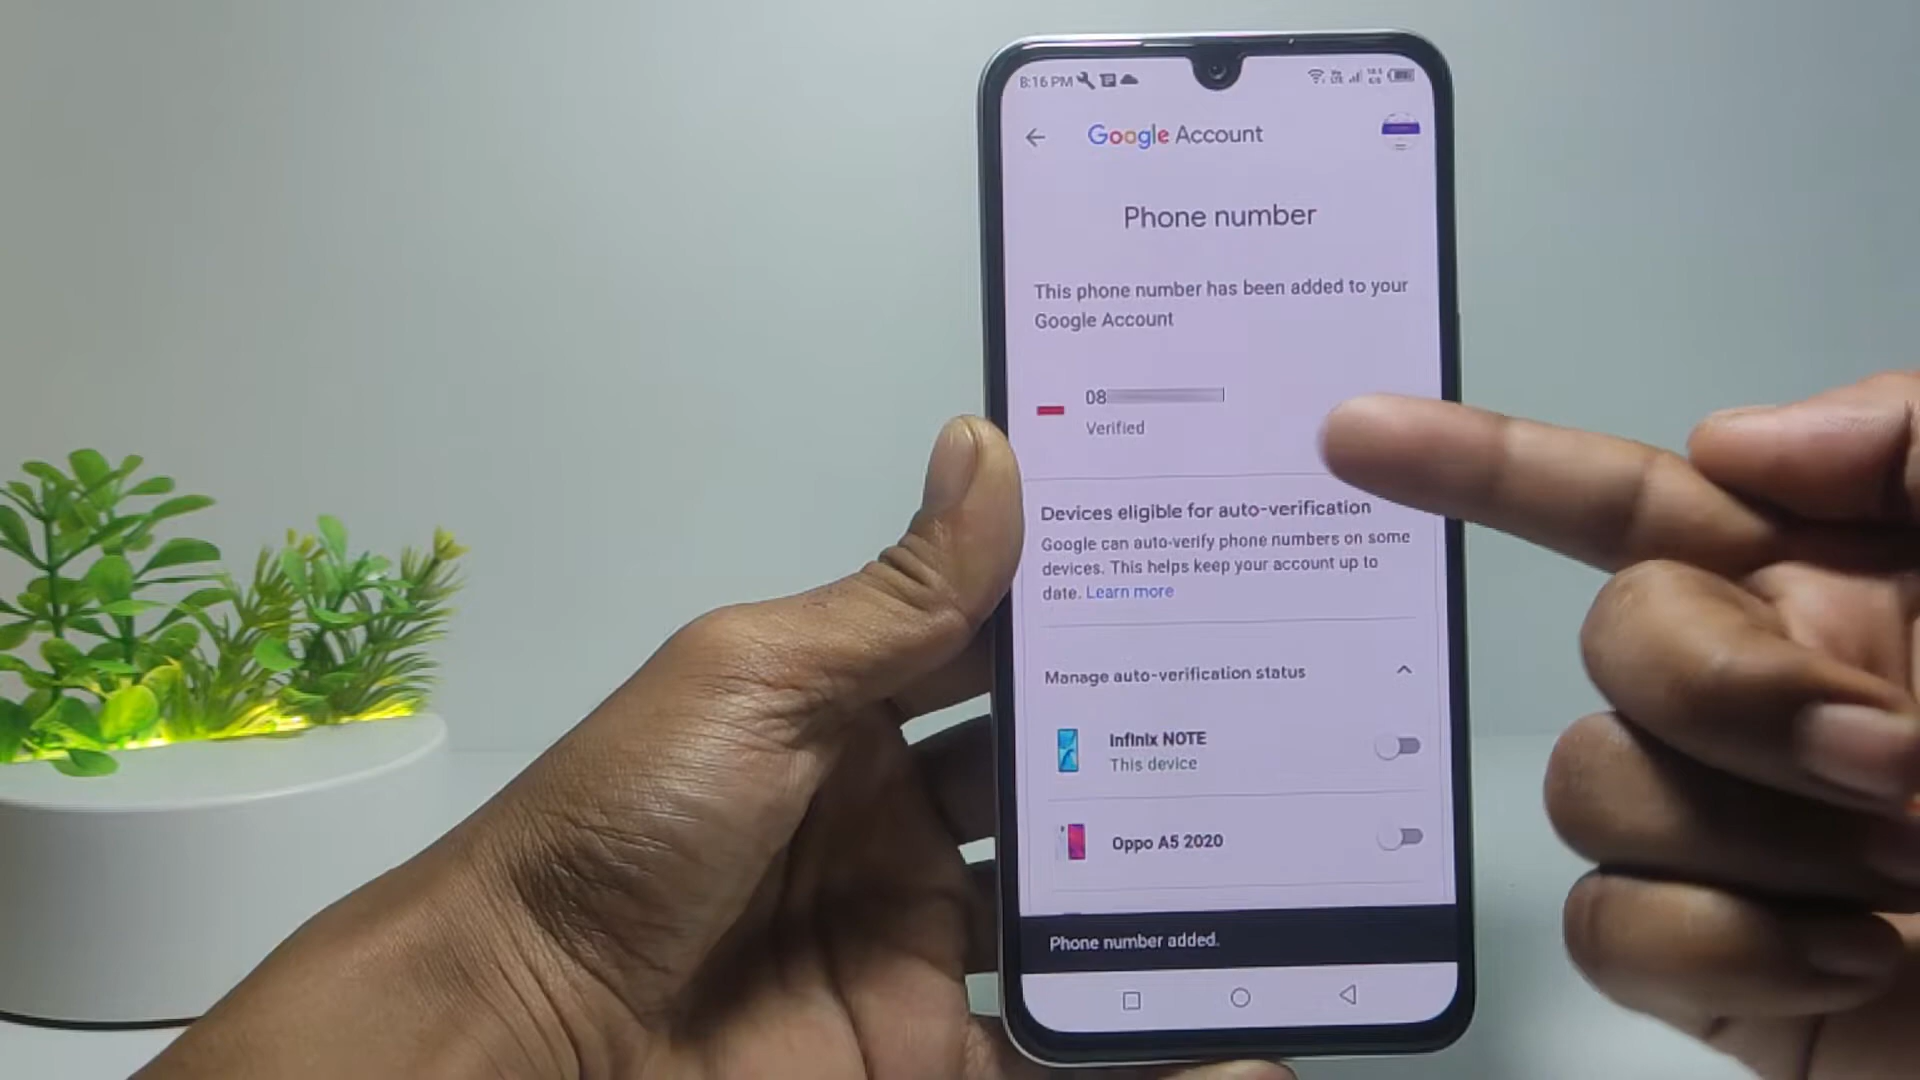 8:16 PM
Google Account
Phone number
This phone number has been added to your
Google Account
08
Verified
Devices eligible for auto-verification
Google can auto-verify phone numbers on some
devices. This helps keep your account up to
date. Learn more
Manage auto-verification status
Infinix NOTE
This device
Oppo A5 2020
Phone number added.